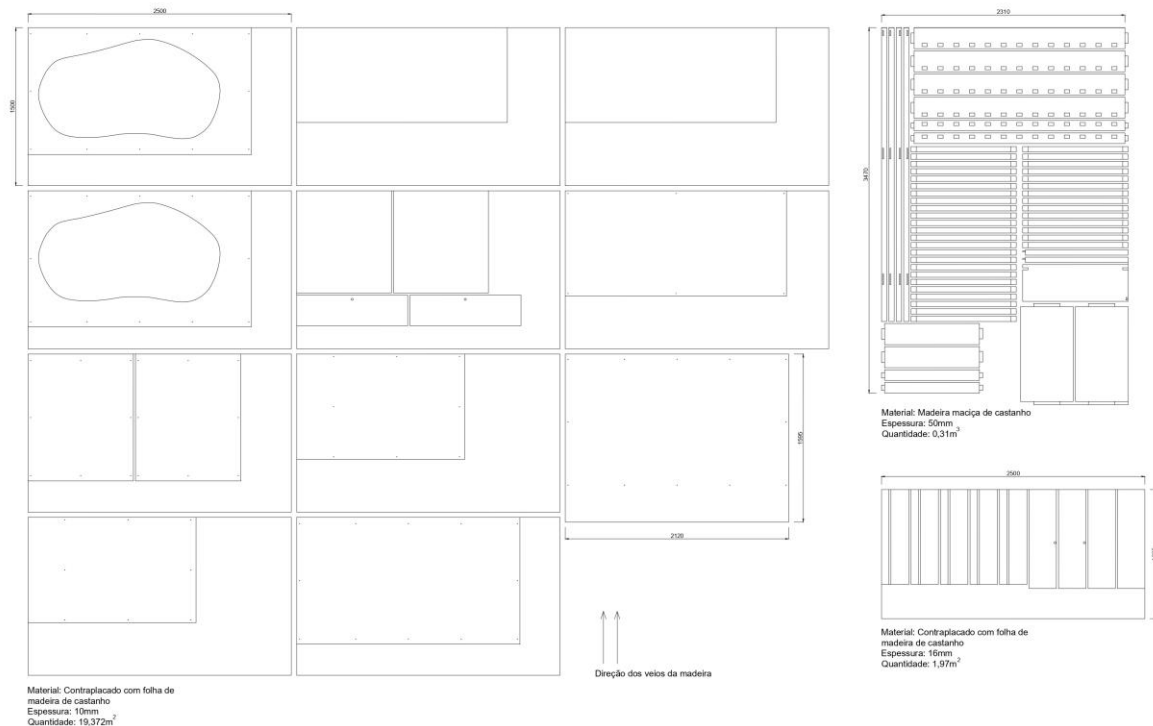 2500
1500
Material: Contraplacado com folha de
madeira de castanho
Espessura: 10mm
Quantidade: 19,372m²
1595
2120
Direção dos veios da madeira
2310
3470
Material: Madeira maciça de castanho
Espessura: 50mm
Quantidade: 0,31m³
2500
Material: Contraplacado com folha de
madeira de castanho
Espessura: 16mm
Quantidade: 1,97m²